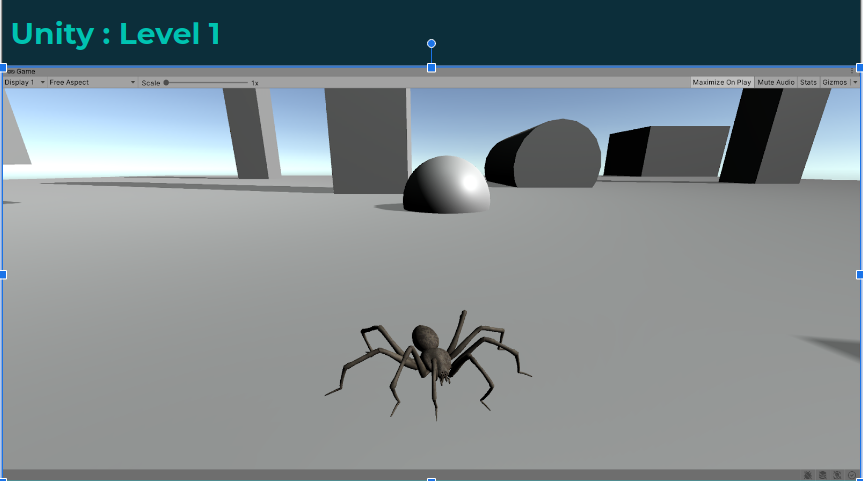 Unity : Level 1
Game
Display 1 Free Aspect Scale 1x Maximize On Play Mute Audio Stats Gizmos